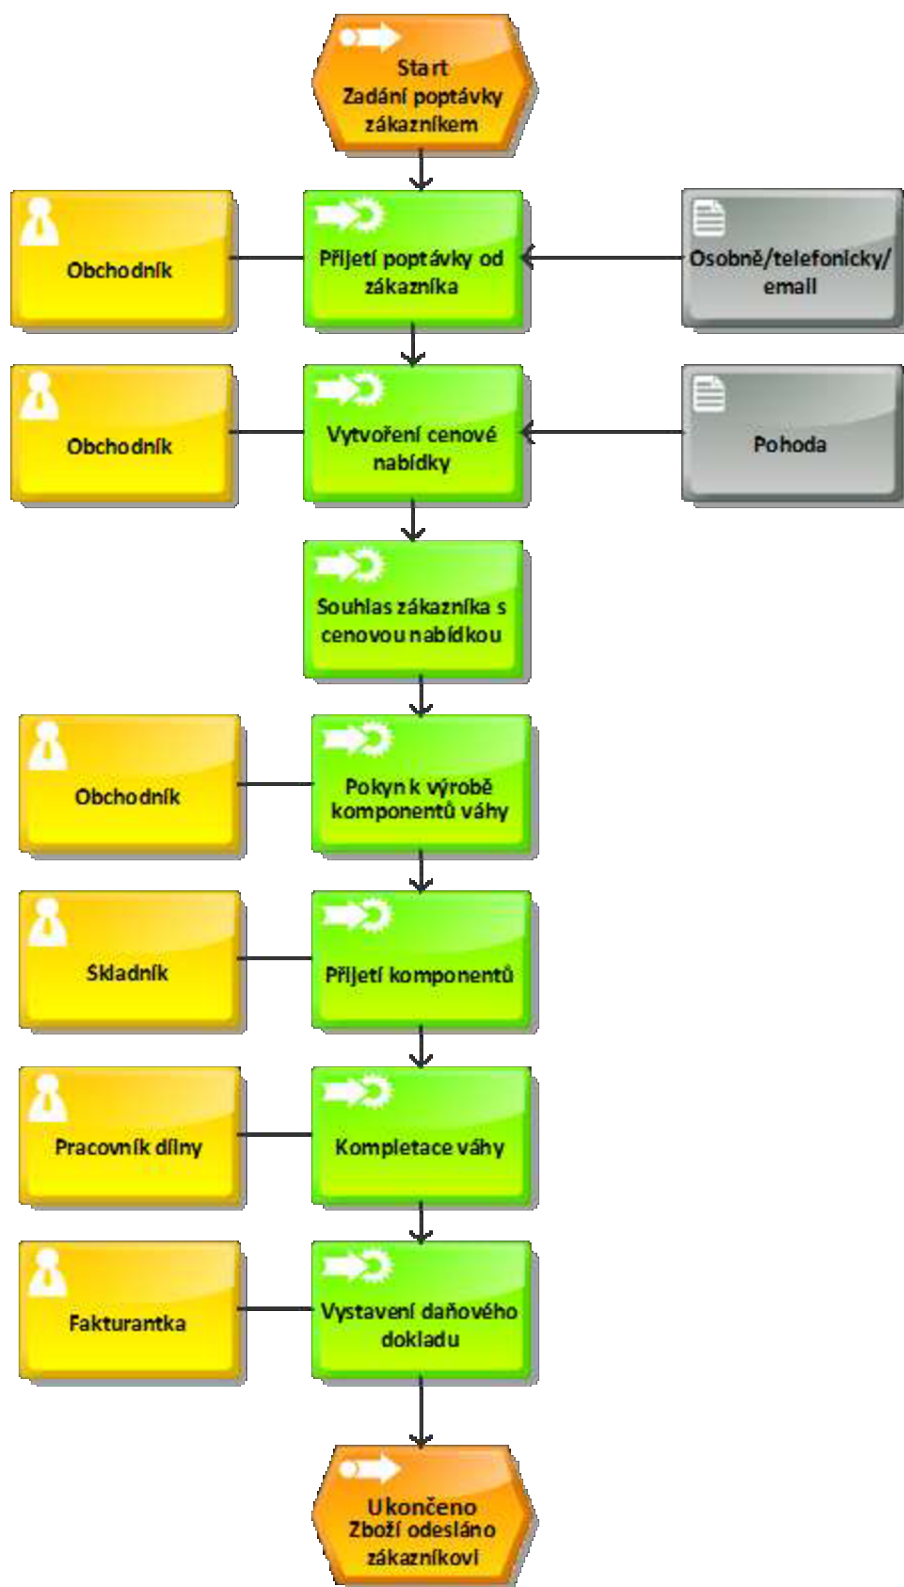 Start
Zadání poptávky
zákazníkem
Obchodník
Přijetí poptávky od
zákazníka
Osobně/telefonicky/
email
Obchodník
Vytvoření cenové
nabídky
Pohoda
Souhlas zákazníka s
cenovou nabídkou
Obchodník
Pokyn k výrobě
komponentů váhy
Skladník
Přijetí komponentů
Pracovník dílny
Kompletace váhy
Fakturantka
Vystavení daňového
dokladu
Ukončeno
Zboží odesláno
zákazníkovi